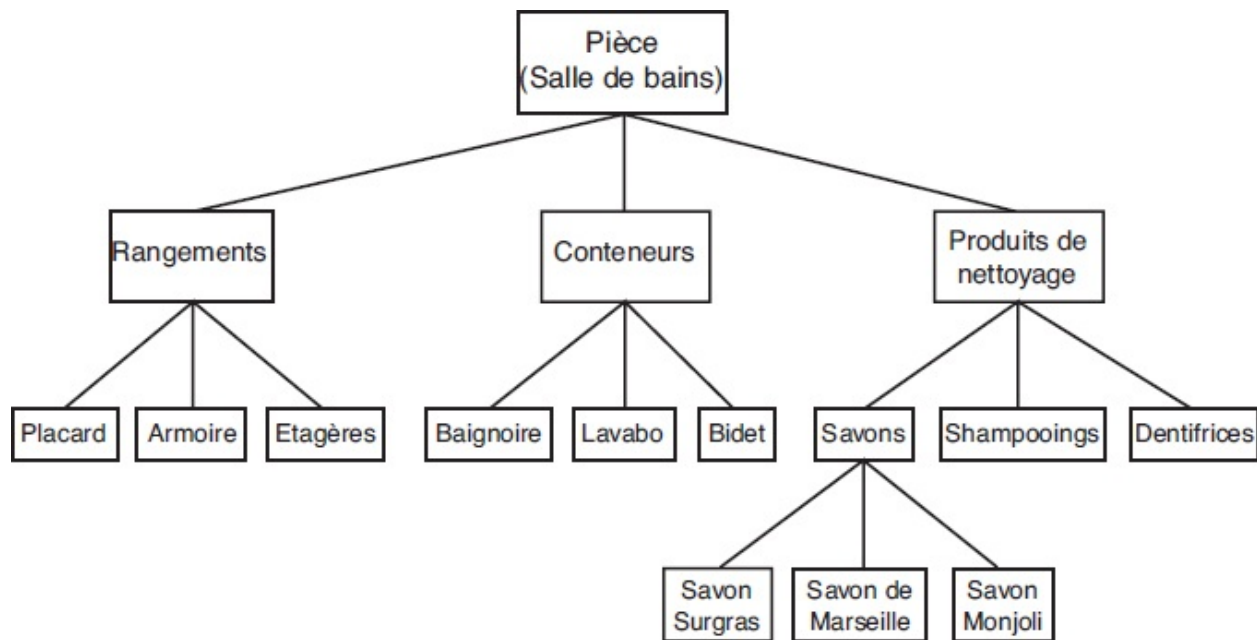 Pièce
(Salle de bains)
Rangements
Conteneurs
Produits de
nettoyage
Placard
Armoire
Etagères
Baignoire
Lavabo
Bidet
Savons
Shampooings
Dentifrices
Savon
Surgras
Savon de
Marseille
Savon
Monjoli